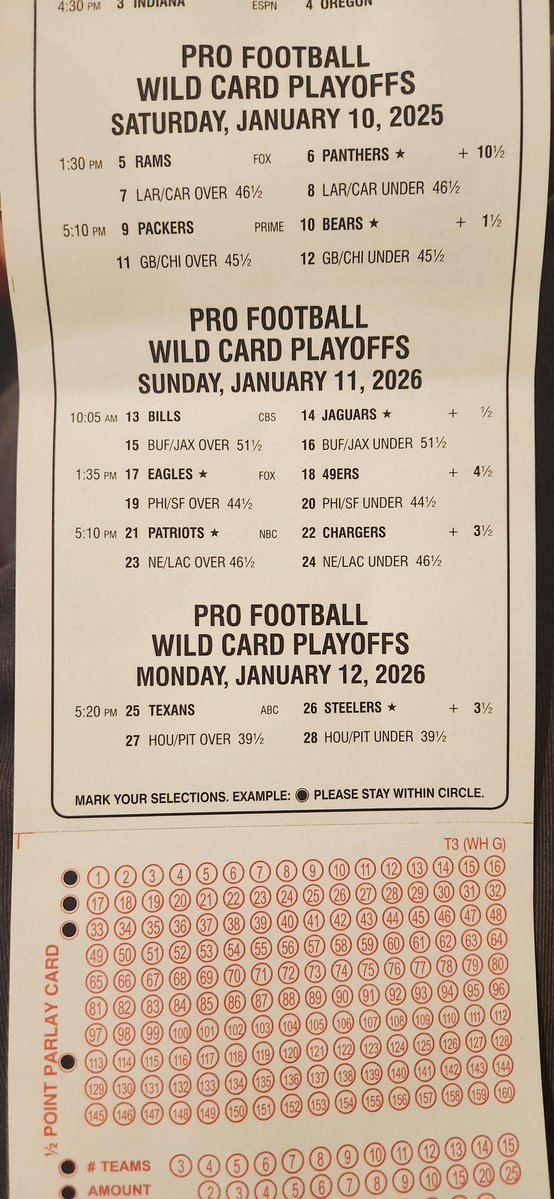 4:30 PM 3 INDIANA ESPN 4 OREGON
PRO FOOTBALL
WILD CARD PLAYOFFS
SATURDAY, JANUARY 10, 2025
1:30 PM 5 RAMS FOX 6 PANTHERS ★ + 10½
7 LAR/CAR OVER 46½ 8 LAR/CAR UNDER 46½
5:10 PM 9 PACKERS PRIME 10 BEARS ★ + 1½
11 GB/CHI OVER 45½ 12 GB/CHI UNDER 45½
PRO FOOTBALL
WILD CARD PLAYOFFS
SUNDAY, JANUARY 11, 2026
10:05 AM 13 BILLS CBS 14 JAGUARS ★ + ½
15 BUF/JAX OVER 51½ 16 BUF/JAX UNDER 51½
1:35 PM 17 EAGLES ★ FOX 18 49ERS + 4½
19 PHI/SF OVER 44½ 20 PHI/SF UNDER 44½
5:10 PM 21 PATRIOTS ★ NBC 22 CHARGERS + 3½
23 NE/LAC OVER 46½ 24 NE/LAC UNDER 46½
PRO FOOTBALL
WILD CARD PLAYOFFS
MONDAY, JANUARY 12, 2026
5:20 PM 25 TEXANS ABC 26 STEELERS ★ + 3½
27 HOU/PIT OVER 39½ 28 HOU/PIT UNDER 39½
MARK YOUR SELECTIONS. EXAMPLE: ◉ PLEASE STAY WITHIN CIRCLE.
T3 (WH G)
½ POINT PARLAY CARD
1 2 3 4 5 6 7 8 9 10 11 12 13 14 15 16
17 18 19 20 21 22 23 24 25 26 27 28 29 30 31 32
33 34 35 36 37 38 39 40 41 42 43 44 45 46 47 48
49 50 51 52 53 54 55 56 57 58 59 60 61 62 63 64
65 66 67 68 69 70 71 72 73 74 75 76 77 78 79 80
81 82 83 84 85 86 87 88 89 90 91 92 93 94 95 96
97 98 99 100 101 102 103 104 105 106 107 108 109 110 111 112
113 114 115 116 117 118 119 120 121 122 123 124 125 126 127 128
129 130 131 132 133 134 135 136 137 138 139 140 141 142 143 144
145 146 147 148 149 150 151 152 153 154 155 156 157 158 159 160
# TEAMS 3 4 5 6 7 8 9 10 11 12 13 14 15
AMOUNT 2 3 4 5 6 7 8 9 10 15 20 25